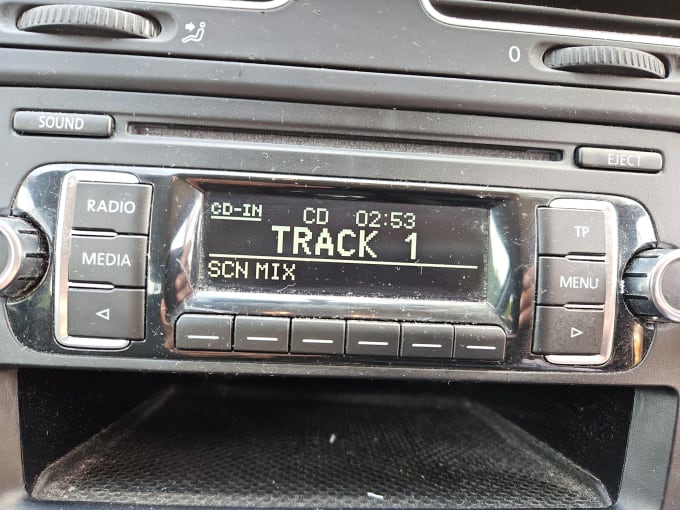 0
SOUND
EJECT
RADIO
MEDIA
CD-IN
CD 02:53
TRACK 1
SCN MIX
TP
MENU